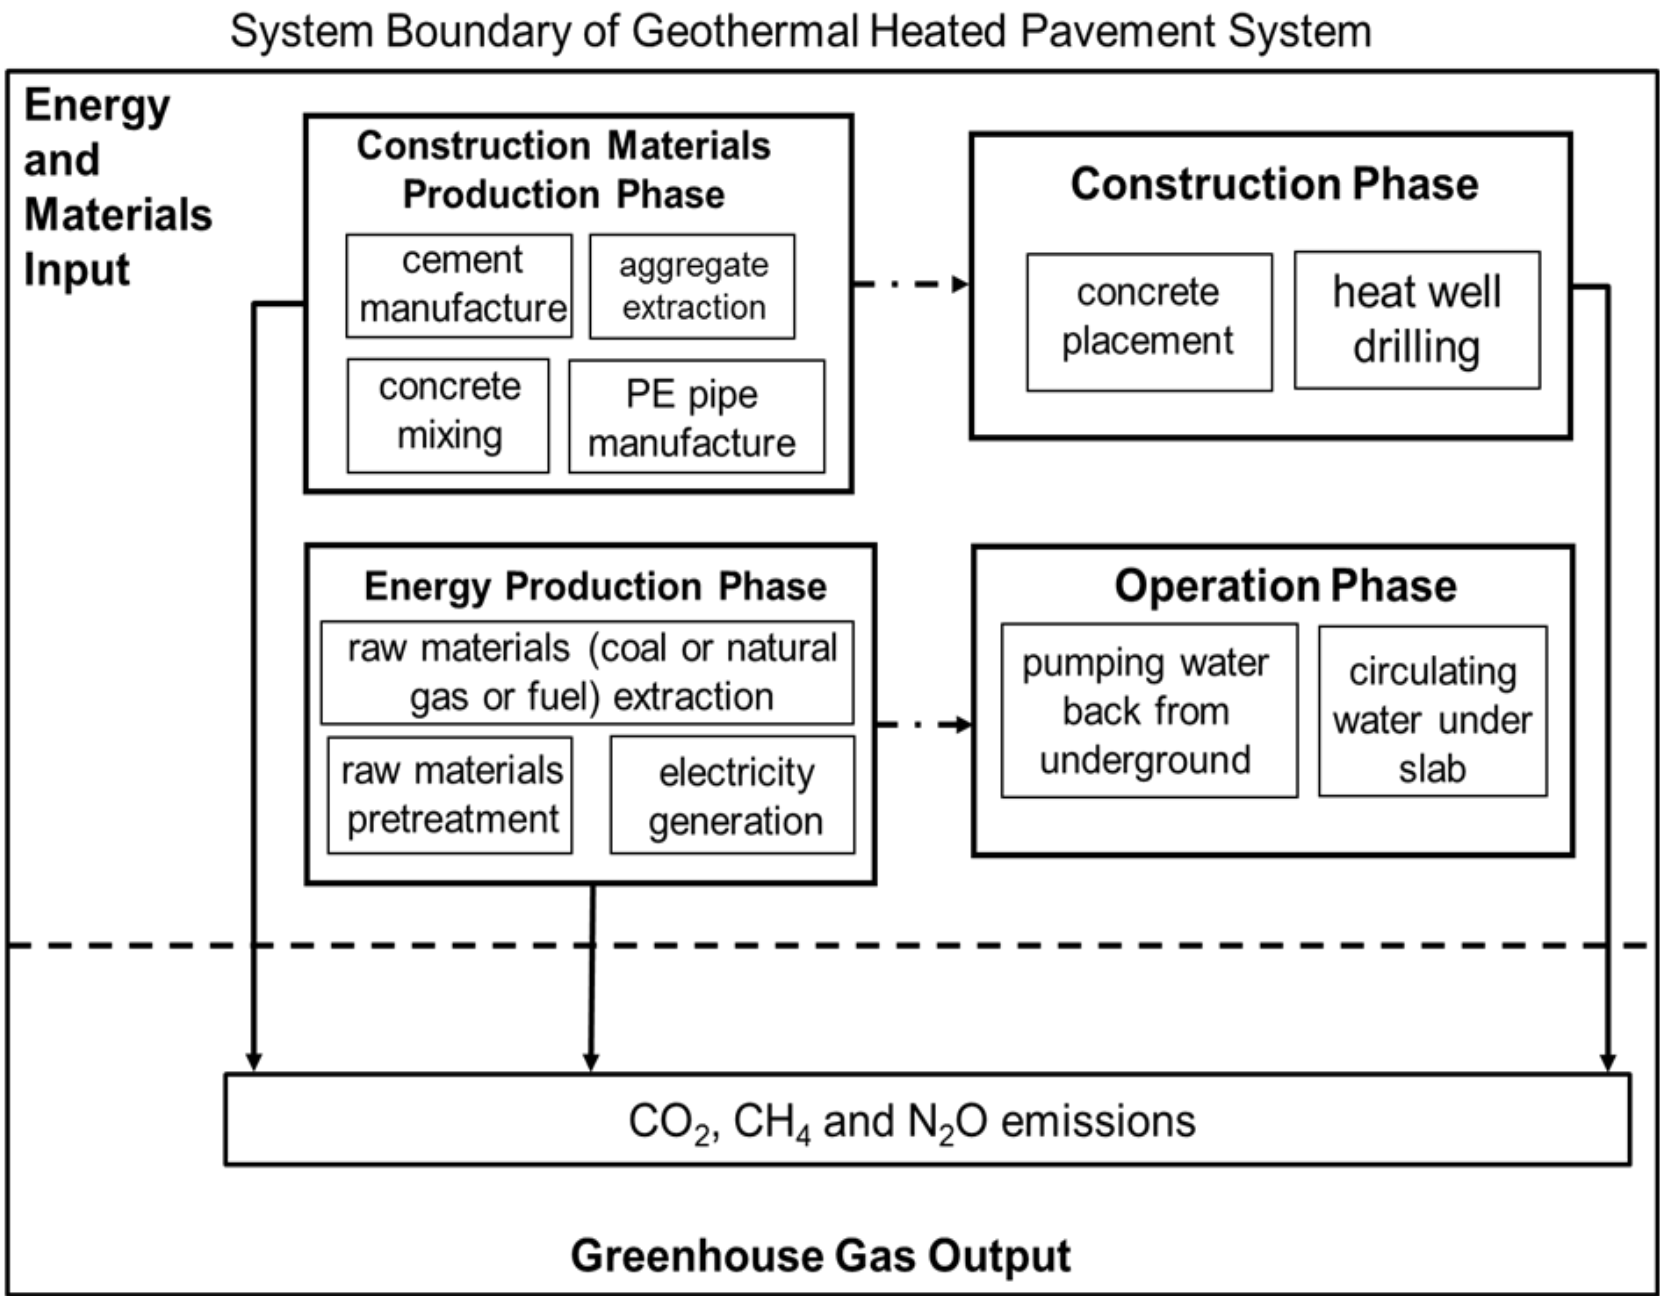 System Boundary of Geothermal Heated Pavement System
Energy
and
Materials
Input
Construction Materials
Production Phase
cement
manufacture
aggregate
extraction
concrete
mixing
PE pipe
manufacture
Construction Phase
concrete
placement
heat well
drilling
Energy Production Phase
raw materials (coal or natural
gas or fuel) extraction
raw materials
pretreatment
electricity
generation
Operation Phase
pumping water
back from
underground
circulating
water under
slab
CO₂, CH₄ and N₂O emissions
Greenhouse Gas Output